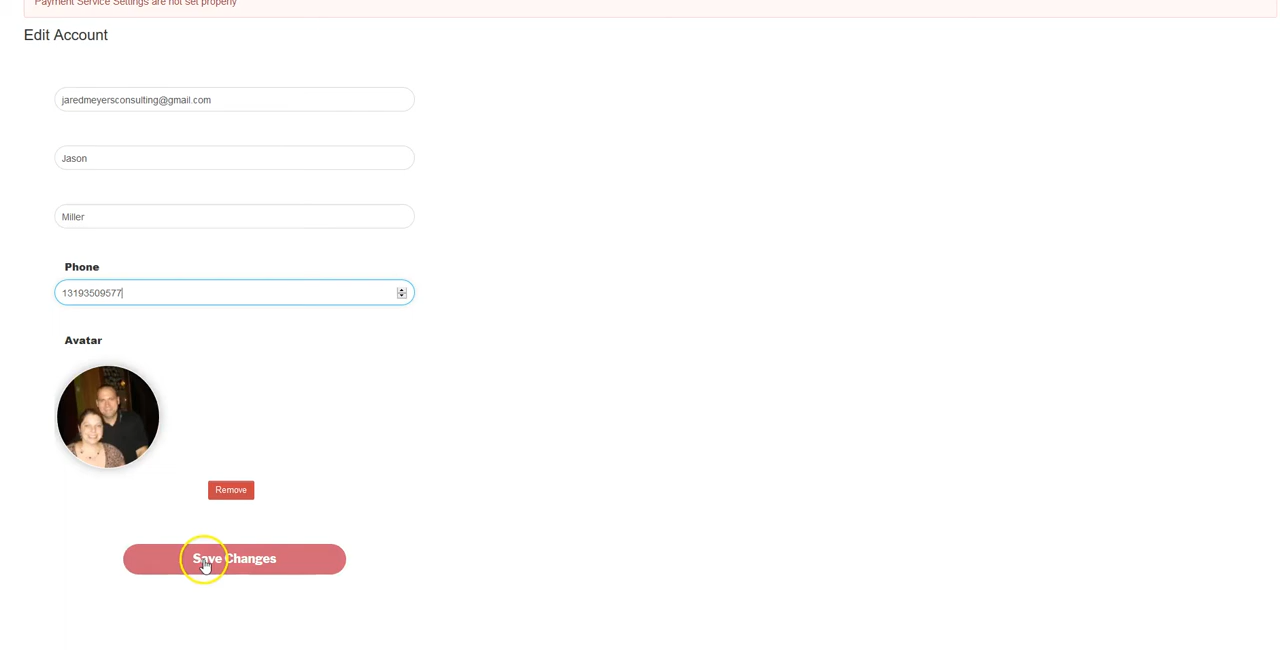 Payment Service Settings are not set properly
Edit Account
jaredmeyersconsulting@gmail.com
Jason
Miller
Phone
13193509577
Avatar
Remove
Save Changes